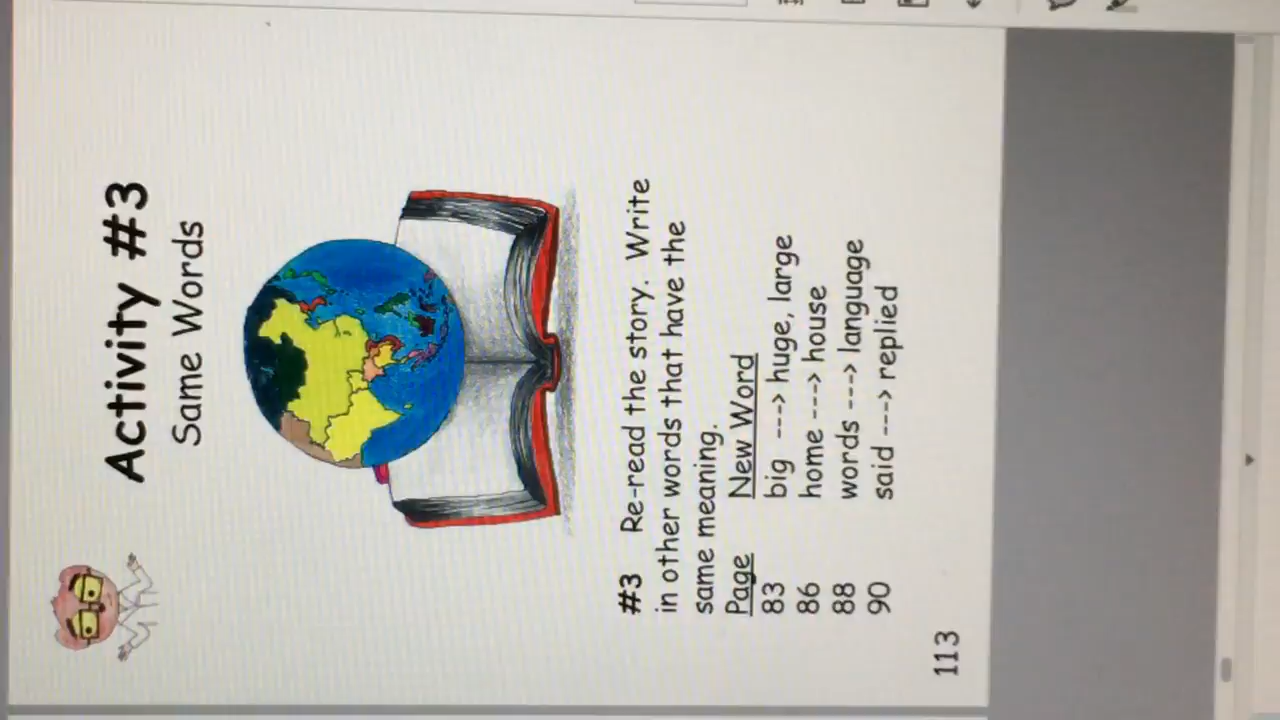 Activity #3
Same Words
#3 Re-read the story. Write
in other words that have the
same meaning.
Page New Word
83 big ----> huge, large
86 home ----> house
88 words ----> language
90 said ----> replied
113